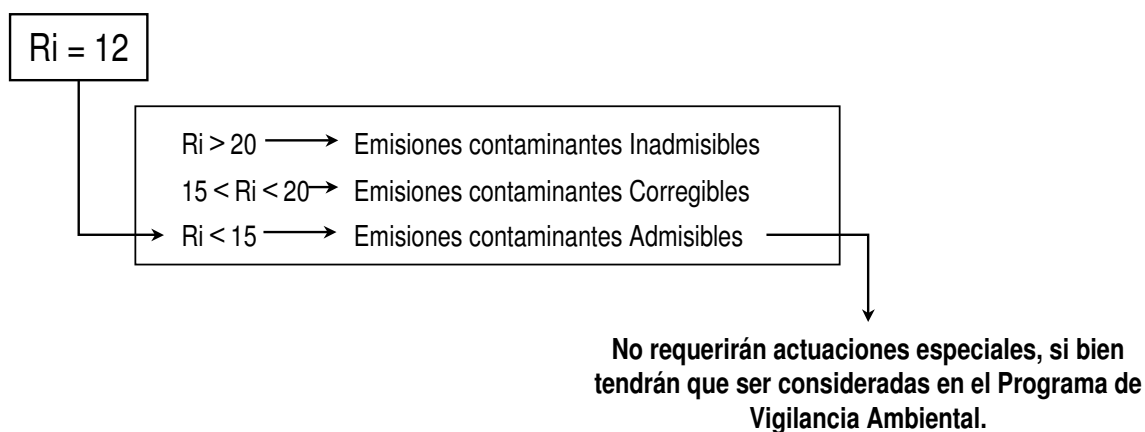 Ri = 12
Ri > 20 Emisiones contaminantes Inadmisibles
15 < Ri < 20 Emisiones contaminantes Corregibles
Ri < 15 Emisiones contaminantes Admisibles
No requerirán actuaciones especiales, si bien
tendrán que ser consideradas en el Programa de
Vigilancia Ambiental.